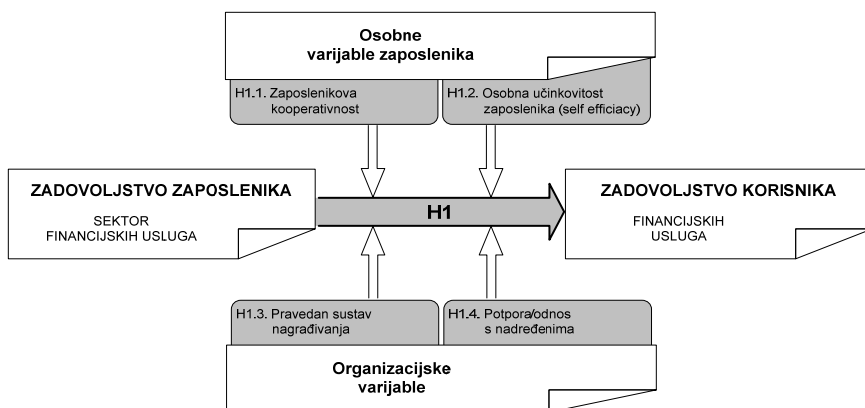 Osobne
varijable zaposlenika
H1.1. Zaposlenikova
kooperativnost
H1.2. Osobna učinkovitost
zaposlenika (self efficiacy)
ZADOVOLJSTVO ZAPOSLENIKA
SEKTOR
FINANCIJSKIH USLUGA
H1
ZADOVOLJSTVO KORISNIKA
FINANCIJSKIH
USLUGA
H1.3. Pravedan sustav
nagrađivanja
H1.4. Potpora/odnos
s nadređenima
Organizacijske
varijable